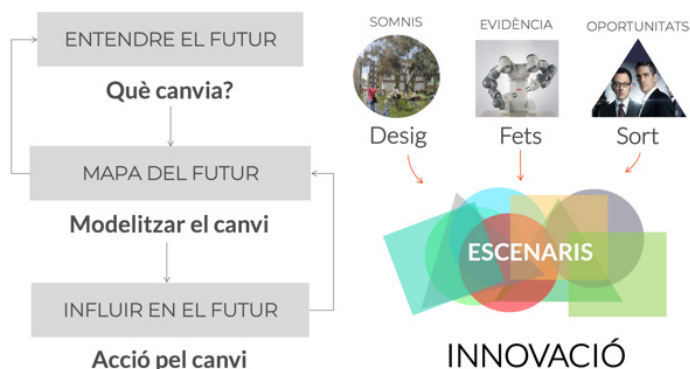 ENTENDRE EL FUTUR
Què canvia?
MAPA DEL FUTUR
Modelitzar el canvi
INFLUIR EN EL FUTUR
Acció pel canvi
SOMNIS
EVIDÈNCIA
OPORTUNITATS
Desig
Fets
Sort
ESCENARIS
INNOVACIÓ